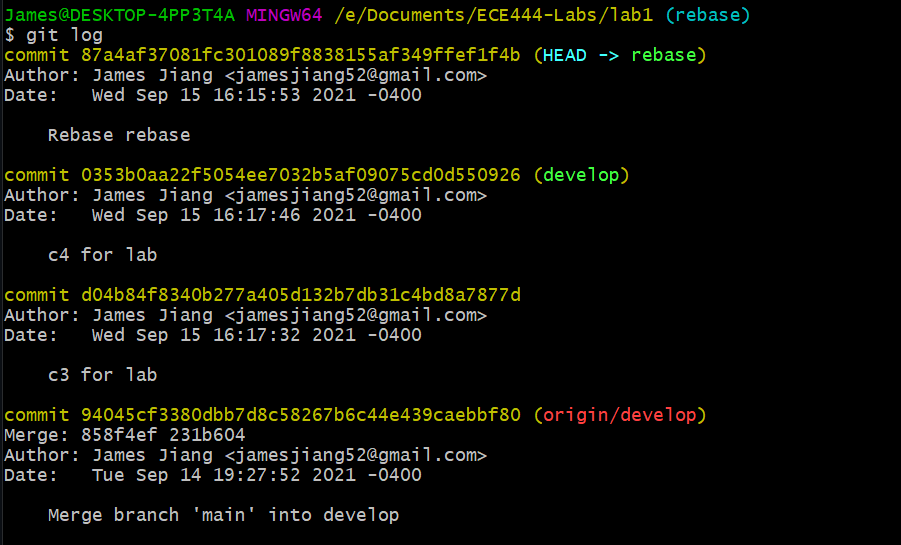 James@DESKTOP-4PP3T4A MINGW64 /e/Documents/ECE444-Labs/lab1 (rebase)
$ git log
commit 87a4af37081fc301089f8838155af349ffef1f4b (HEAD -> rebase)
Author: James Jiang <jamesjiang52@gmail.com>
Date:   Wed Sep 15 16:15:53 2021 -0400
    Rebase rebase
commit 0353b0aa22f5054ee7032b5af09075cd0d550926 (develop)
Author: James Jiang <jamesjiang52@gmail.com>
Date:   Wed Sep 15 16:17:46 2021 -0400
    c4 for lab
commit d04b84f8340b277a405d132b7db31c4bd8a7877d
Author: James Jiang <jamesjiang52@gmail.com>
Date:   Wed Sep 15 16:17:32 2021 -0400
    c3 for lab
commit 94045cf3380dbb7d8c58267b6c44e439caebbf80 (origin/develop)
Merge: 858f4ef 231b604
Author: James Jiang <jamesjiang52@gmail.com>
Date:   Tue Sep 14 19:27:52 2021 -0400
    Merge branch 'main' into develop